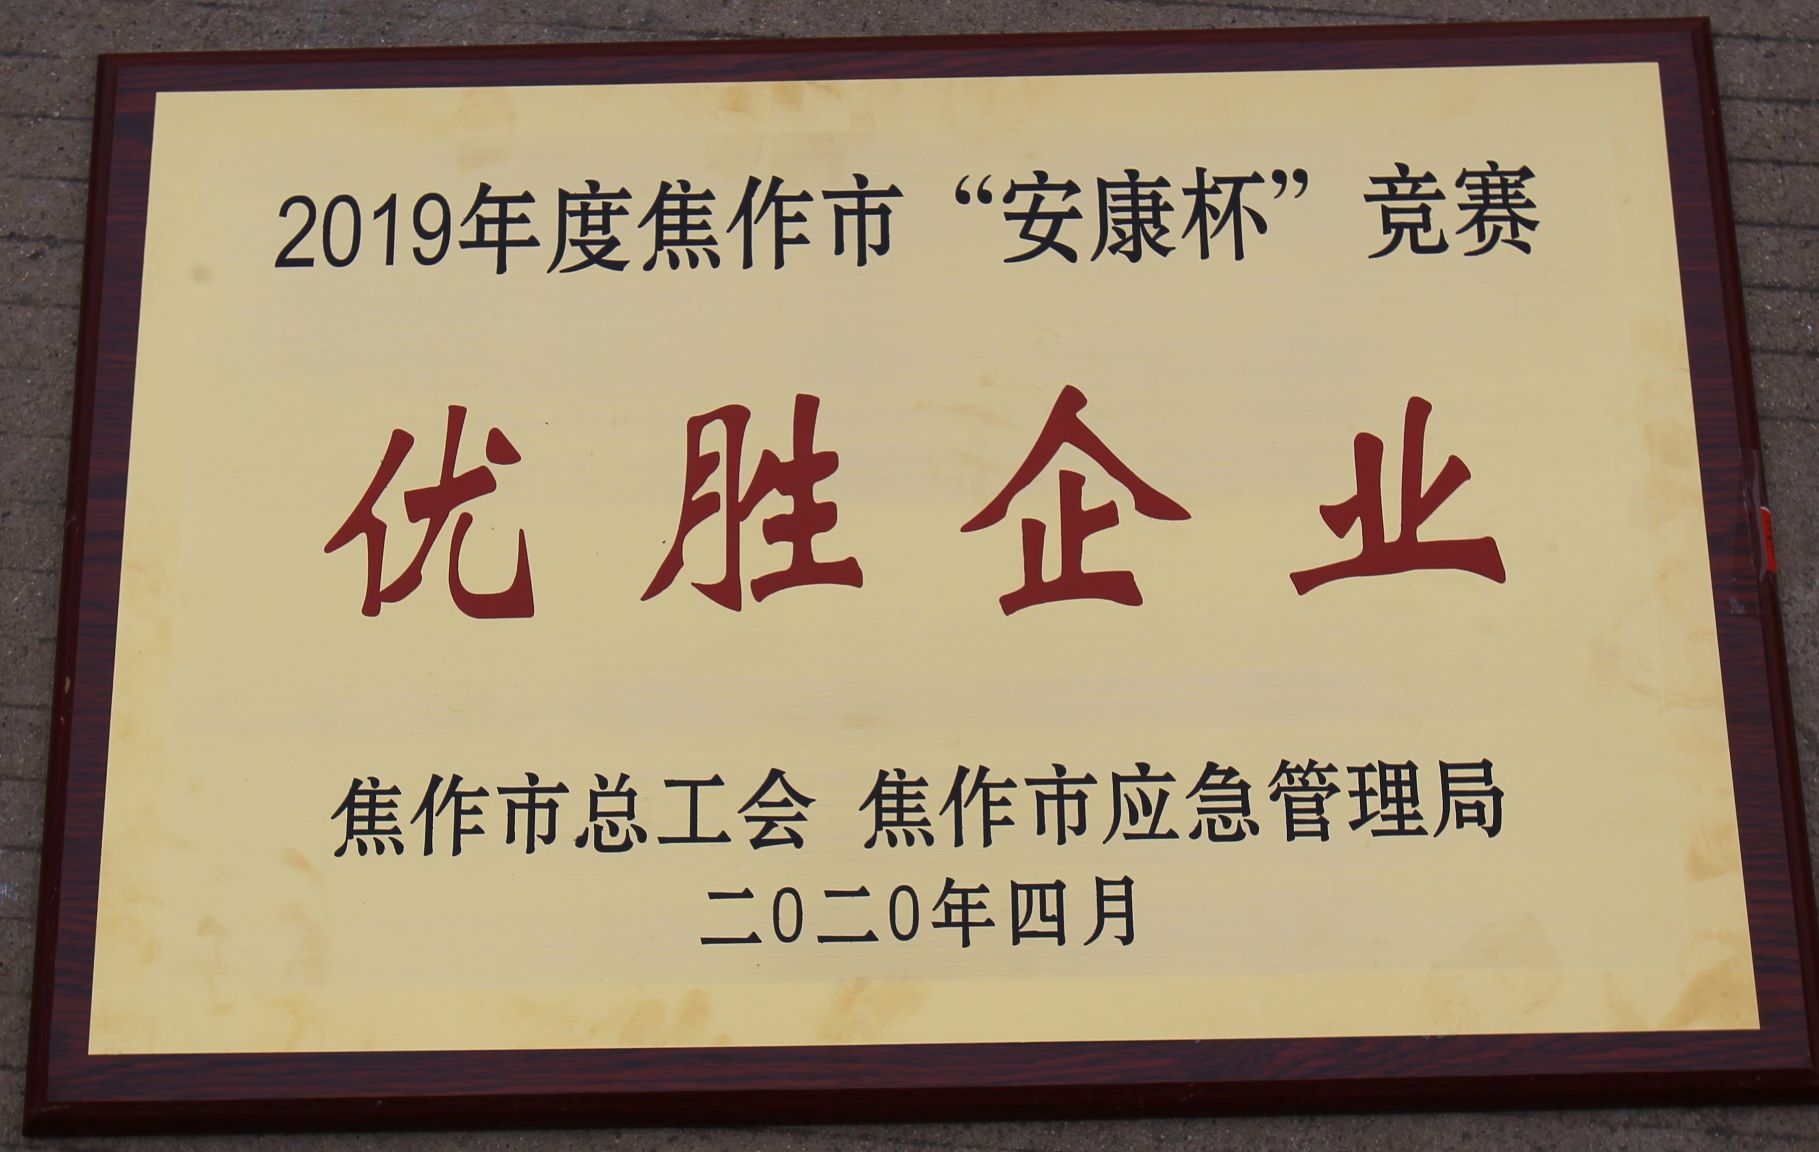 2019年度焦作市“安康杯”竞赛
优胜企业
焦作市总工会 焦作市应急管理局
二0二0年四月